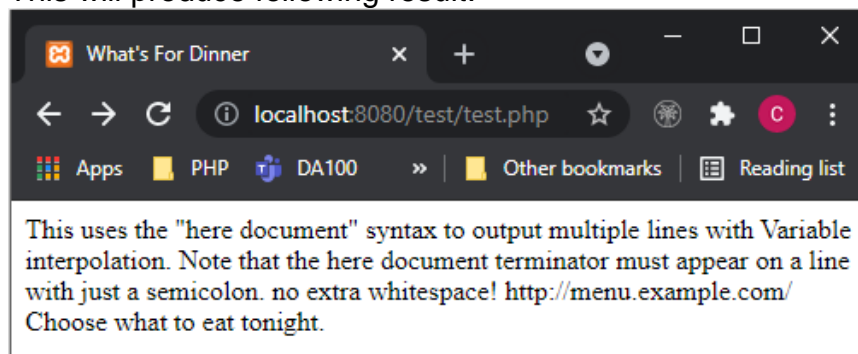 This will produce following result:
What's For Dinner
localhost:8080/test/test.php
C
Apps PHP DA100 » Other bookmarks Reading list
This uses the "here document" syntax to output multiple lines with Variable
interpolation. Note that the here document terminator must appear on a line
with just a semicolon. no extra whitespace! http://menu.example.com/
Choose what to eat tonight.